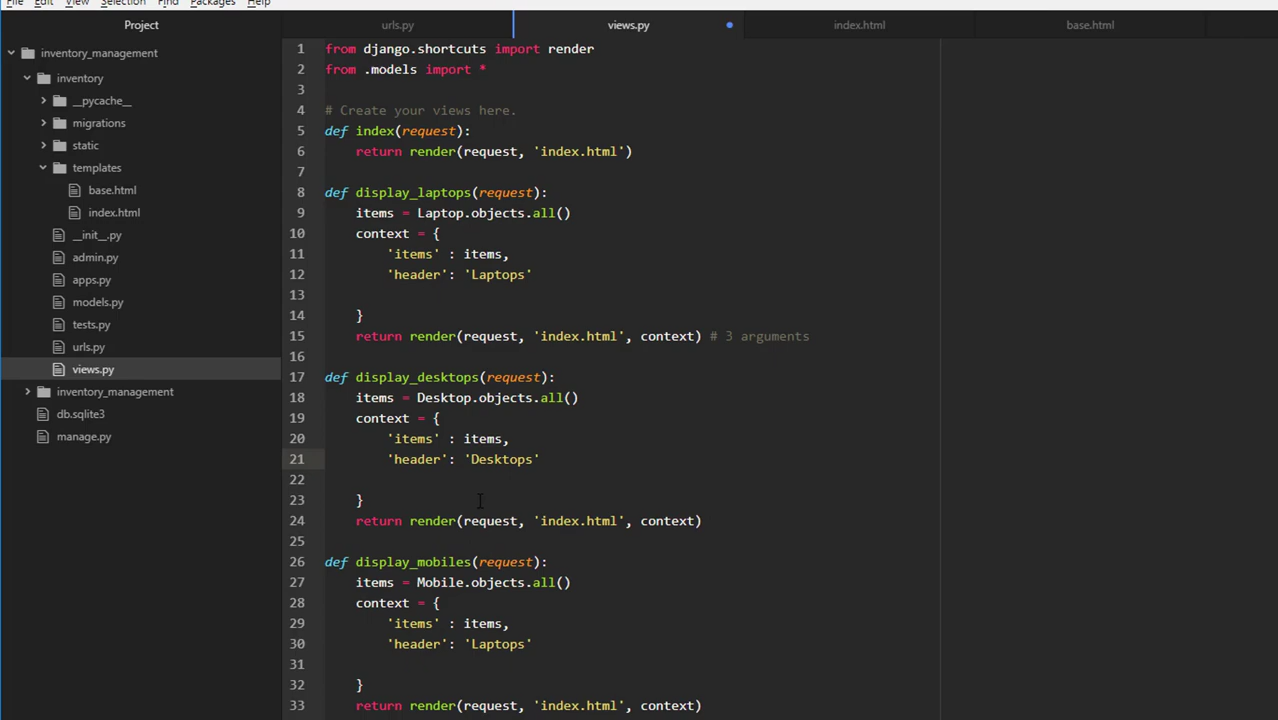 File Edit View Selection Find Packages Help
Project
urls.py
views.py
index.html
base.html
inventory_management
inventory
__pycache__
migrations
static
templates
base.html
index.html
__init__.py
admin.py
apps.py
models.py
tests.py
urls.py
views.py
inventory_management
db.sqlite3
manage.py
1 from django.shortcuts import render
2 from .models import *
3
4 # Create your views here.
5 def index(request):
6     return render(request, 'index.html')
7
8 def display_laptops(request):
9     items = Laptop.objects.all()
10     context = {
11         'items' : items,
12         'header': 'Laptops'
13
14     }
15     return render(request, 'index.html', context) # 3 arguments
16
17 def display_desktops(request):
18     items = Desktop.objects.all()
19     context = {
20         'items' : items,
21         'header': 'Desktops'
22
23     }
24     return render(request, 'index.html', context)
25
26 def display_mobiles(request):
27     items = Mobile.objects.all()
28     context = {
29         'items' : items,
30         'header': 'Laptops'
31
32     }
33     return render(request, 'index.html', context)